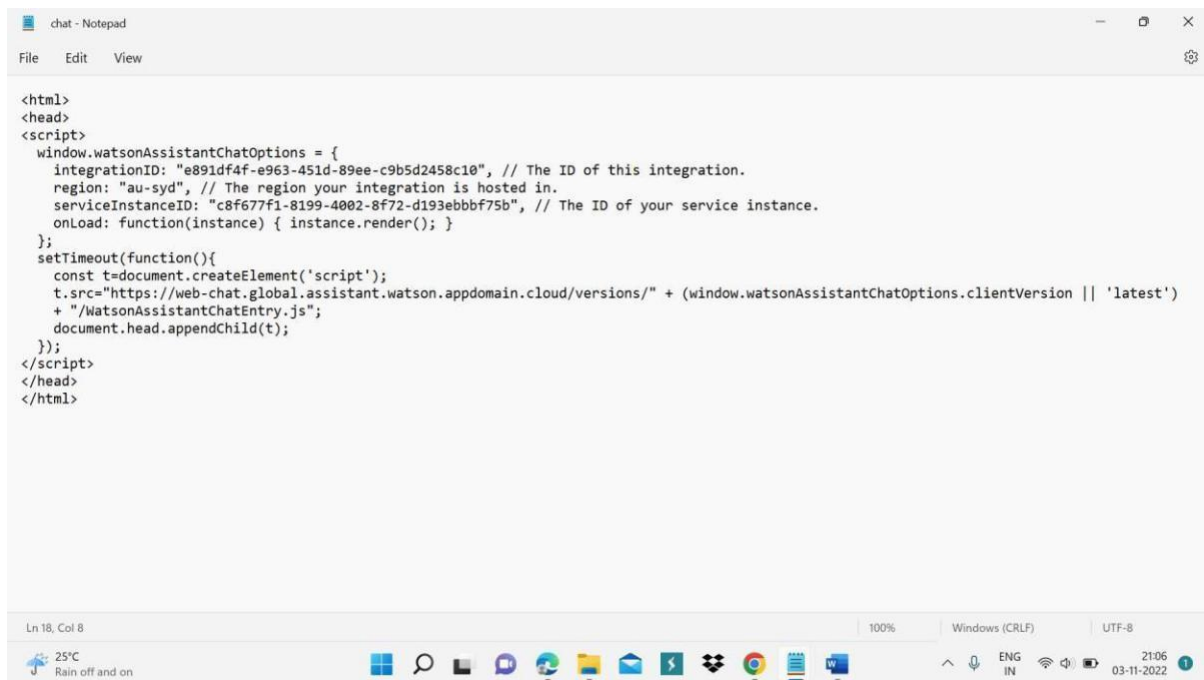 chat - Notepad
File Edit View
<html>
<head>
<script>
  window.watsonAssistantChatOptions = {
    integrationID: "e891df4f-e963-451d-89ee-c9b5d2458c10", // The ID of this integration.
    region: "au-syd", // The region your integration is hosted in.
    serviceInstanceID: "c8f677f1-8199-4002-8f72-d193ebbbf75b", // The ID of your service instance.
    onLoad: function(instance) { instance.render(); }
  };
  setTimeout(function(){
    const t=document.createElement('script');
    t.src="https://web-chat.global.assistant.watson.appdomain.cloud/versions/" + (window.watsonAssistantChatOptions.clientVersion || 'latest')
    + "/WatsonAssistantChatEntry.js";
    document.head.appendChild(t);
  });
</script>
</head>
</html>
Ln 18, Col 8 100% Windows (CRLF) UTF-8
25°C
Rain off and on
ENG
IN
21:06
03-11-2022
1